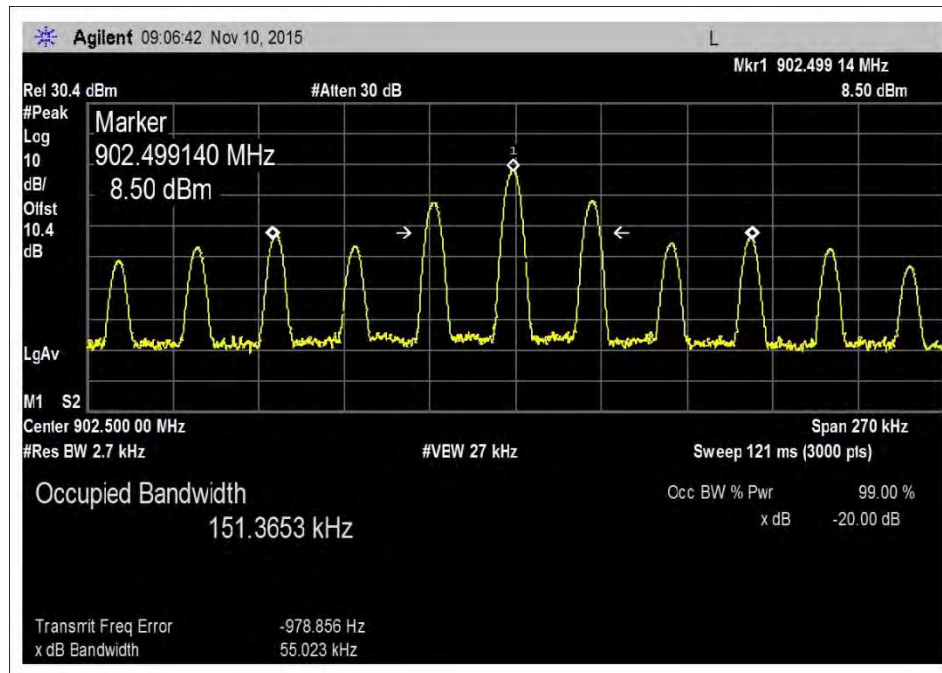 Agilent 09:06:42 Nov 10, 2015 L
Mkr1 902.499 14 MHz
Ref 30.4 dBm #Atten 30 dB 8.50 dBm
#Peak
Log
10
dB/
Offst
10.4
dB
Marker
902.499140 MHz
8.50 dBm
1
LgAv
M1 S2
Center 902.500 00 MHz Span 270 kHz
#Res BW 2.7 kHz #VBW 27 kHz Sweep 121 ms (3000 pts)
Occupied Bandwidth
151.3653 kHz
Occ BW % Pwr 99.00 %
x dB -20.00 dB
Transmit Freq Error -978.856 Hz
x dB Bandwidth 55.023 kHz